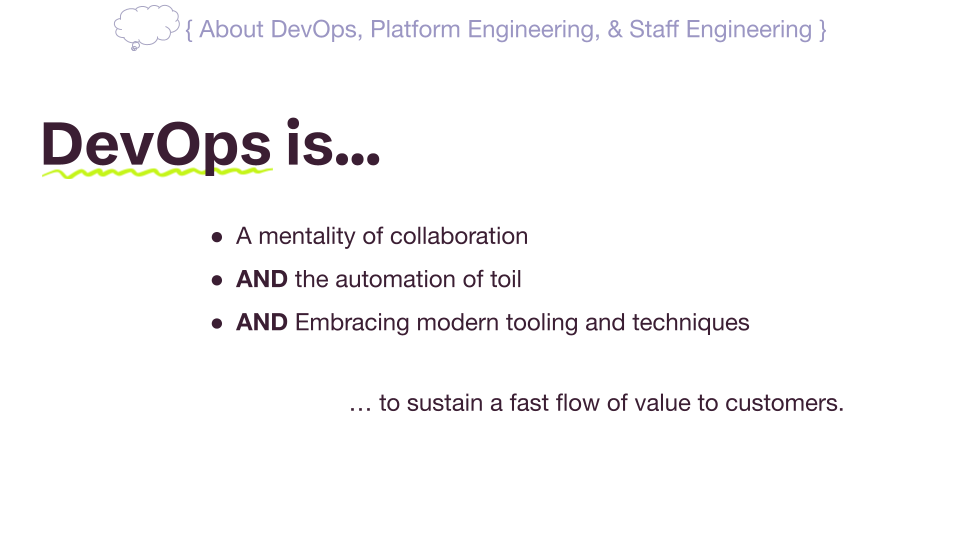 { About DevOps, Platform Engineering, & Staff Engineering }
DevOps is...
● A mentality of collaboration
● AND the automation of toil
● AND Embracing modern tooling and techniques
… to sustain a fast flow of value to customers.